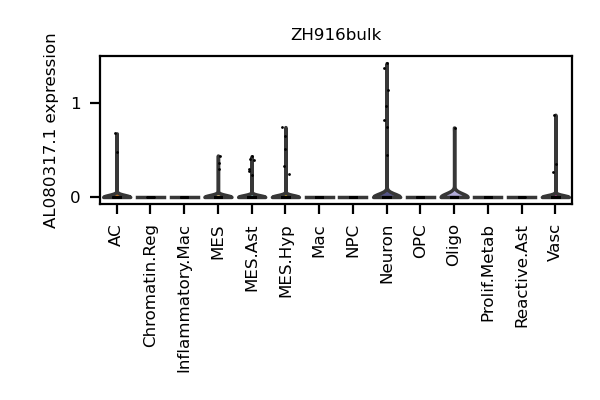 ZH916bulk
AL080317.1 expression
1
0
AC
Chromatin.Reg
Inflammatory.Mac
MES
MES.Ast
MES.Hyp
Mac
NPC
Neuron
OPC
Oligo
Prolif.Metab
Reactive.Ast
Vasc